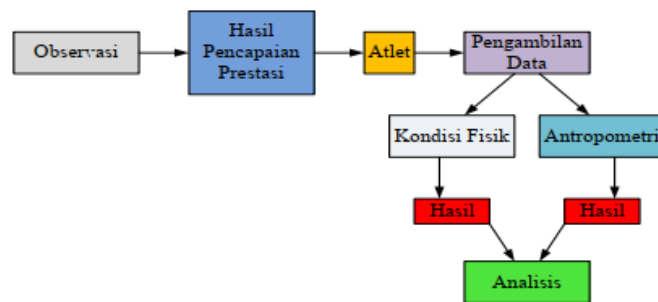 Observasi
Hasil
Pencapaian
Prestasi
Atlet
Pengambilan
Data
Kondisi Fisik
Antropometri
Hasil
Hasil
Analisis